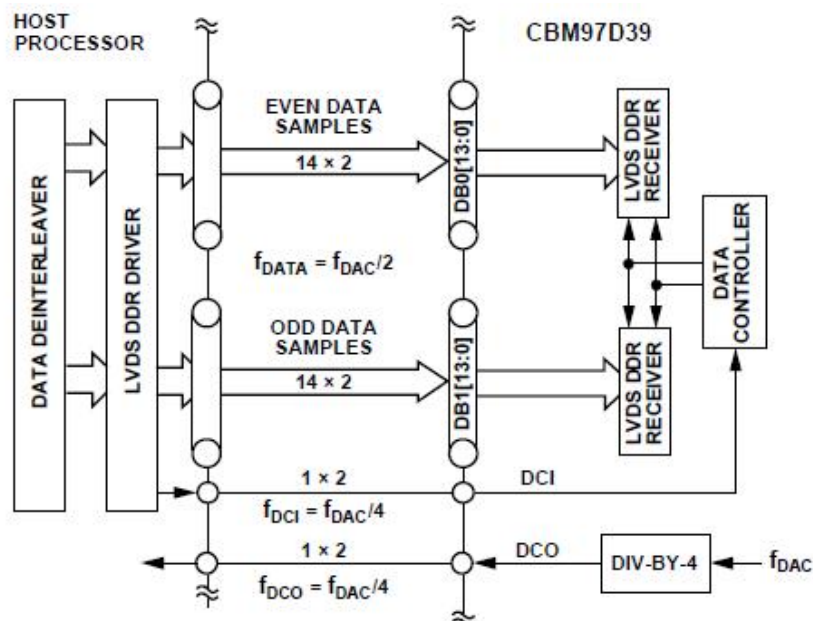 HOST
PROCESSOR
CBM97D39
DATA DEINTERLEAVER
LVDS DDR DRIVER
EVEN DATA
SAMPLES
14 × 2
DB0[13:0]
LVDS DDR
RECEIVER
fDATA = fDAC/2
DATA
CONTROLLER
ODD DATA
SAMPLES
14 × 2
DB1[13:0]
LVDS DDR
RECEIVER
1 × 2
DCI
fDCI = fDAC/4
1 × 2
DCO
DIV-BY-4
fDAC
fDCO = fDAC/4